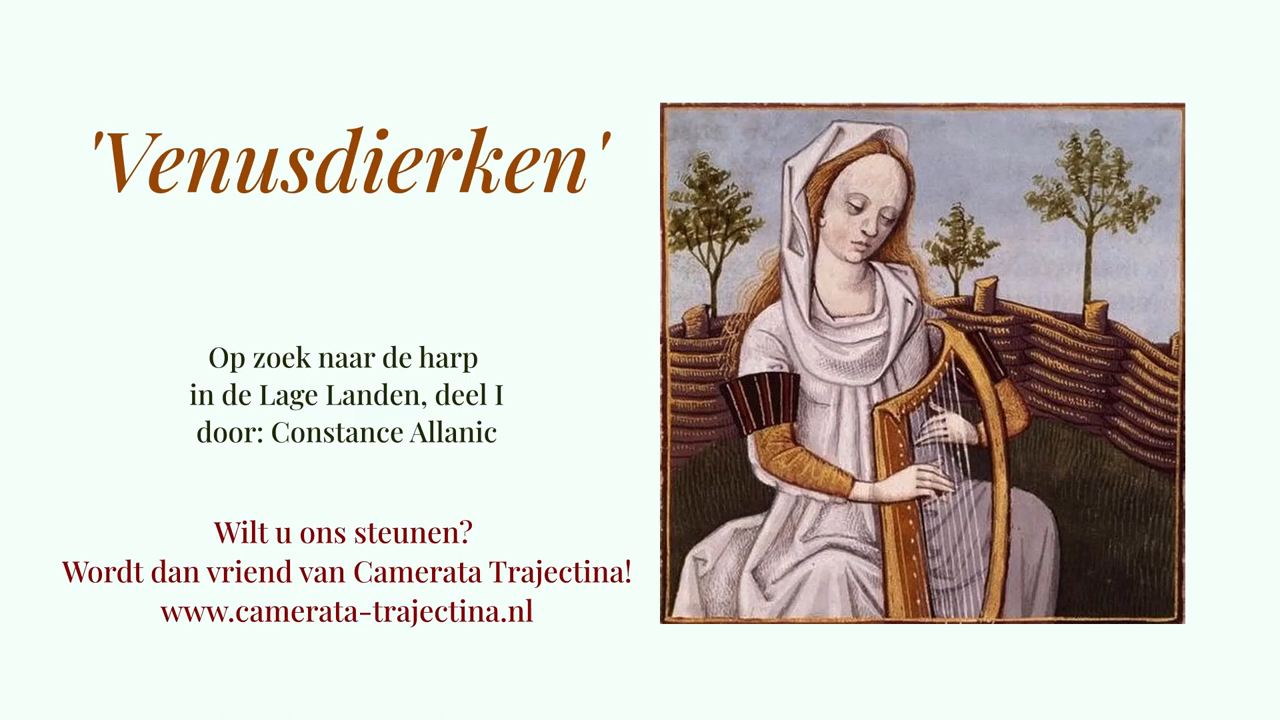 'Venusdierken'
Op zoek naar de harp
in de Lage Landen, deel I
door: Constance Allanic
Wilt u ons steunen?
Wordt dan vriend van Camerata Trajectina!
www.camerata-trajectina.nl